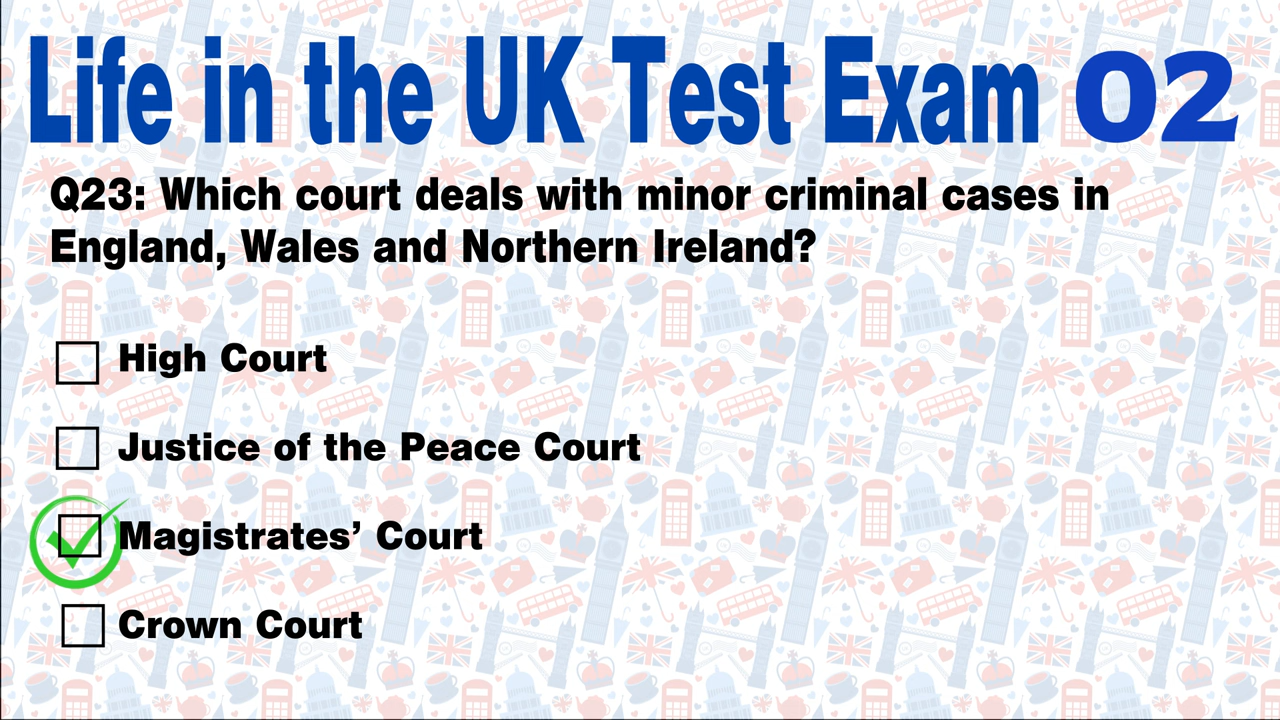 Life in the UK Test Exam 02
Q23: Which court deals with minor criminal cases in
England, Wales and Northern Ireland?
High Court
Justice of the Peace Court
Magistrates’ Court
Crown Court